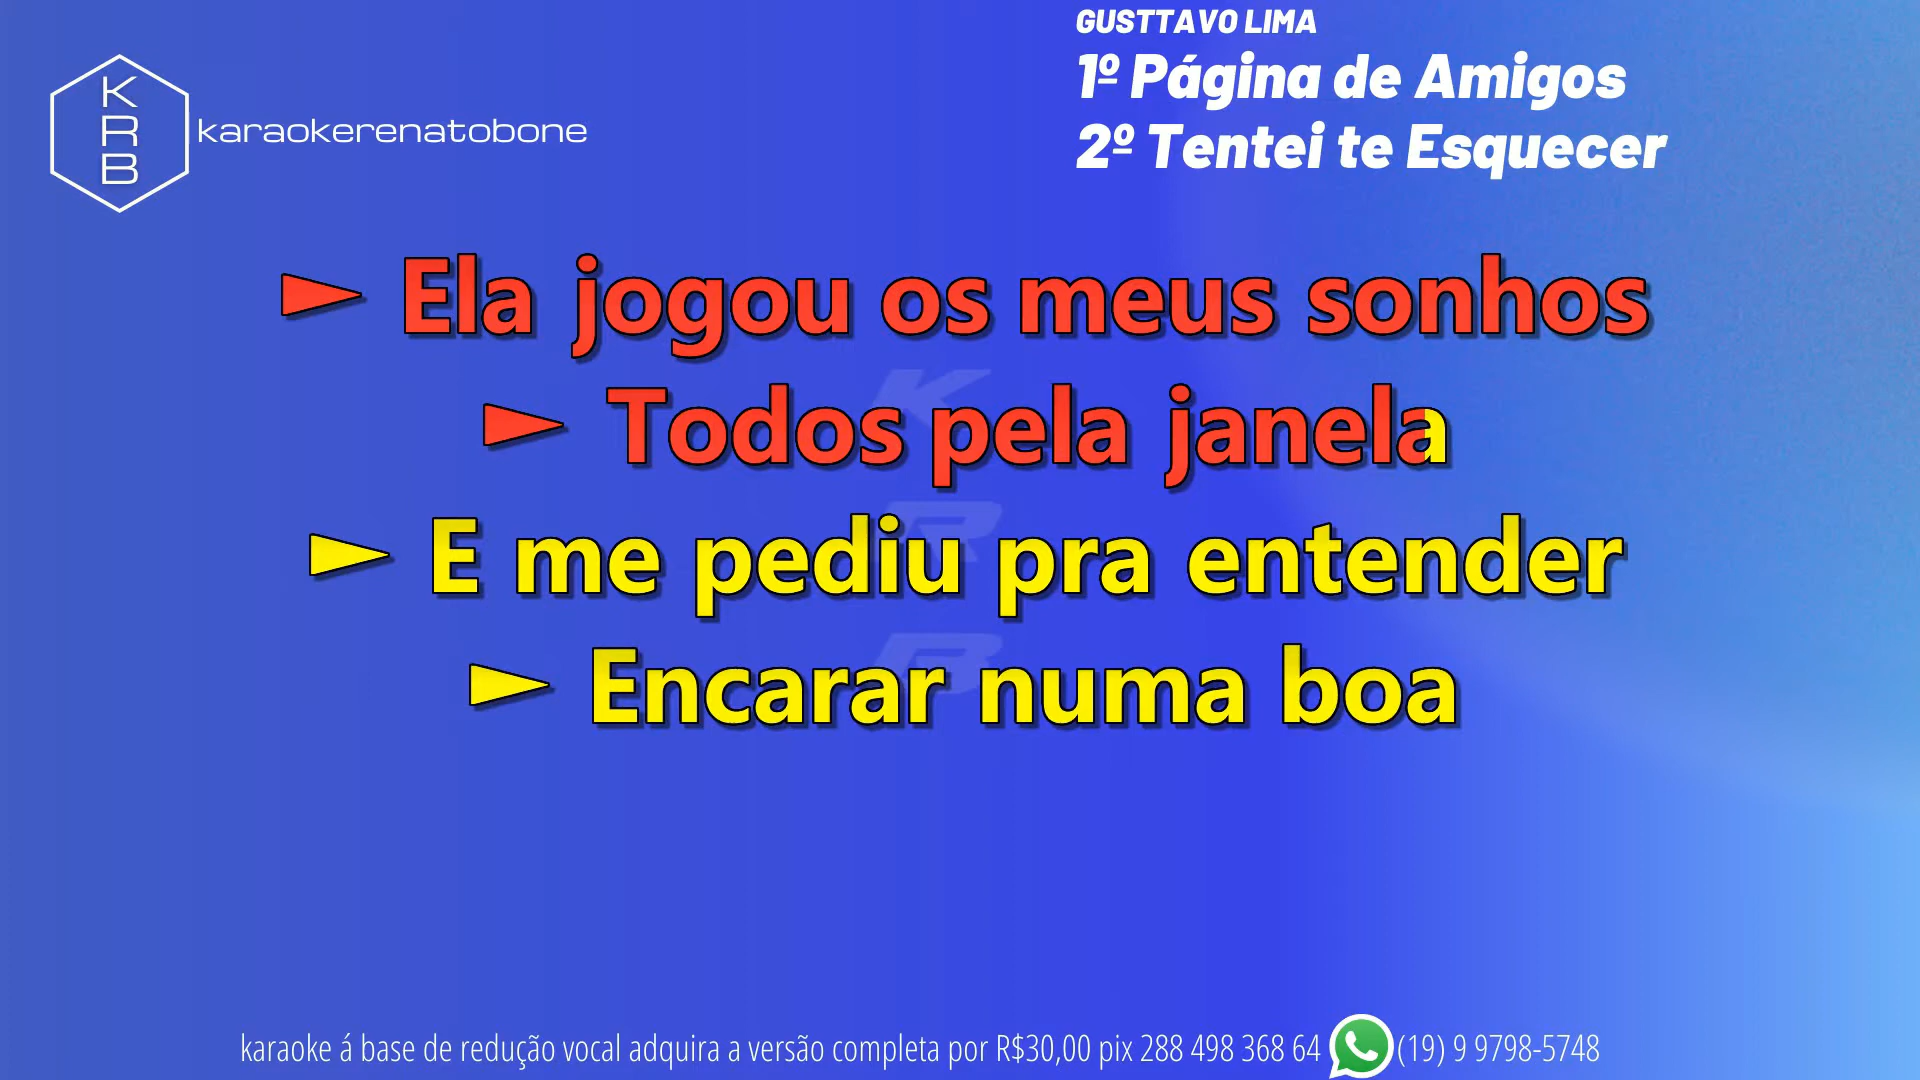 GUSTTAVO LIMA
1º Página de Amigos
2º Tentei te Esquecer
K
R
B
karaokerenatobone
► Ela jogou os meus sonhos
► Todos pela janela
► E me pediu pra entender
► Encarar numa boa
K
R
B
karaoke á base de redução vocal adquira a versão completa por R$30,00 pix 288 498 368 64 (19) 9 9798-5748